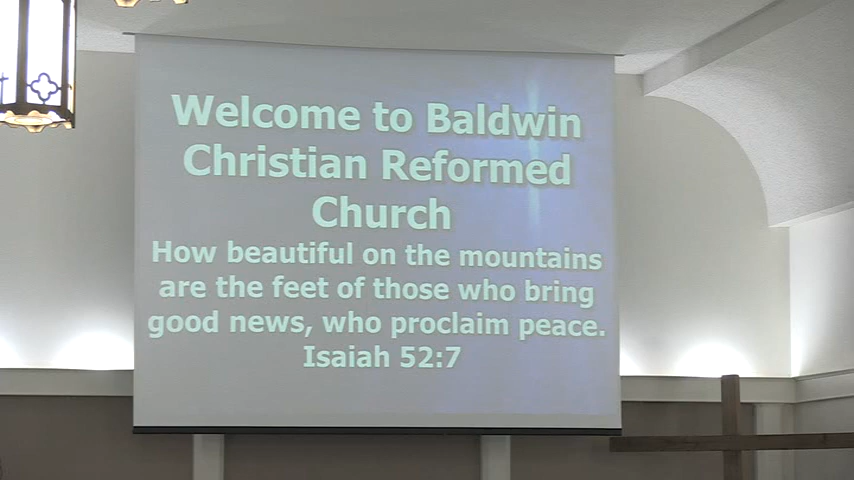 Welcome to Baldwin
Christian Reformed
Church
How beautiful on the mountains
are the feet of those who bring
good news, who proclaim peace.
Isaiah 52:7